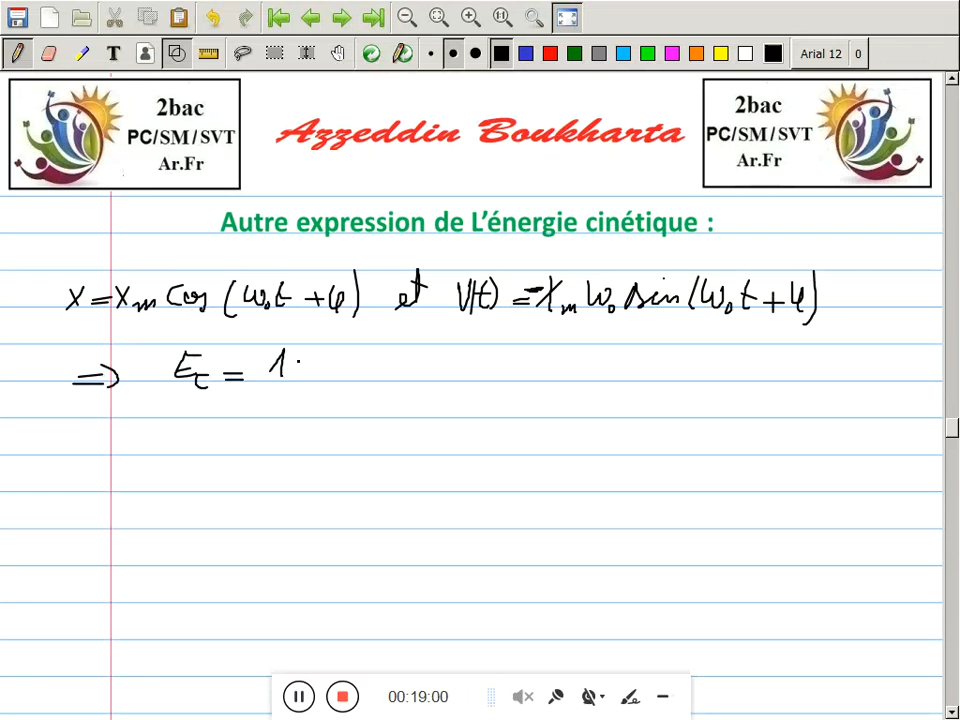 Arial 12 0
2bac
PC/SM/SVT
Ar.Fr
Azzeddin Boukharta
2bac
PC/SM/SVT
Ar.Fr
Autre expression de L'énergie cinétique :
x = Xm Cos (ω₀t + φ) et V(t) = -Xm ω₀ sin (ω₀t + φ)
⇒ Ec = 1
00:19:00